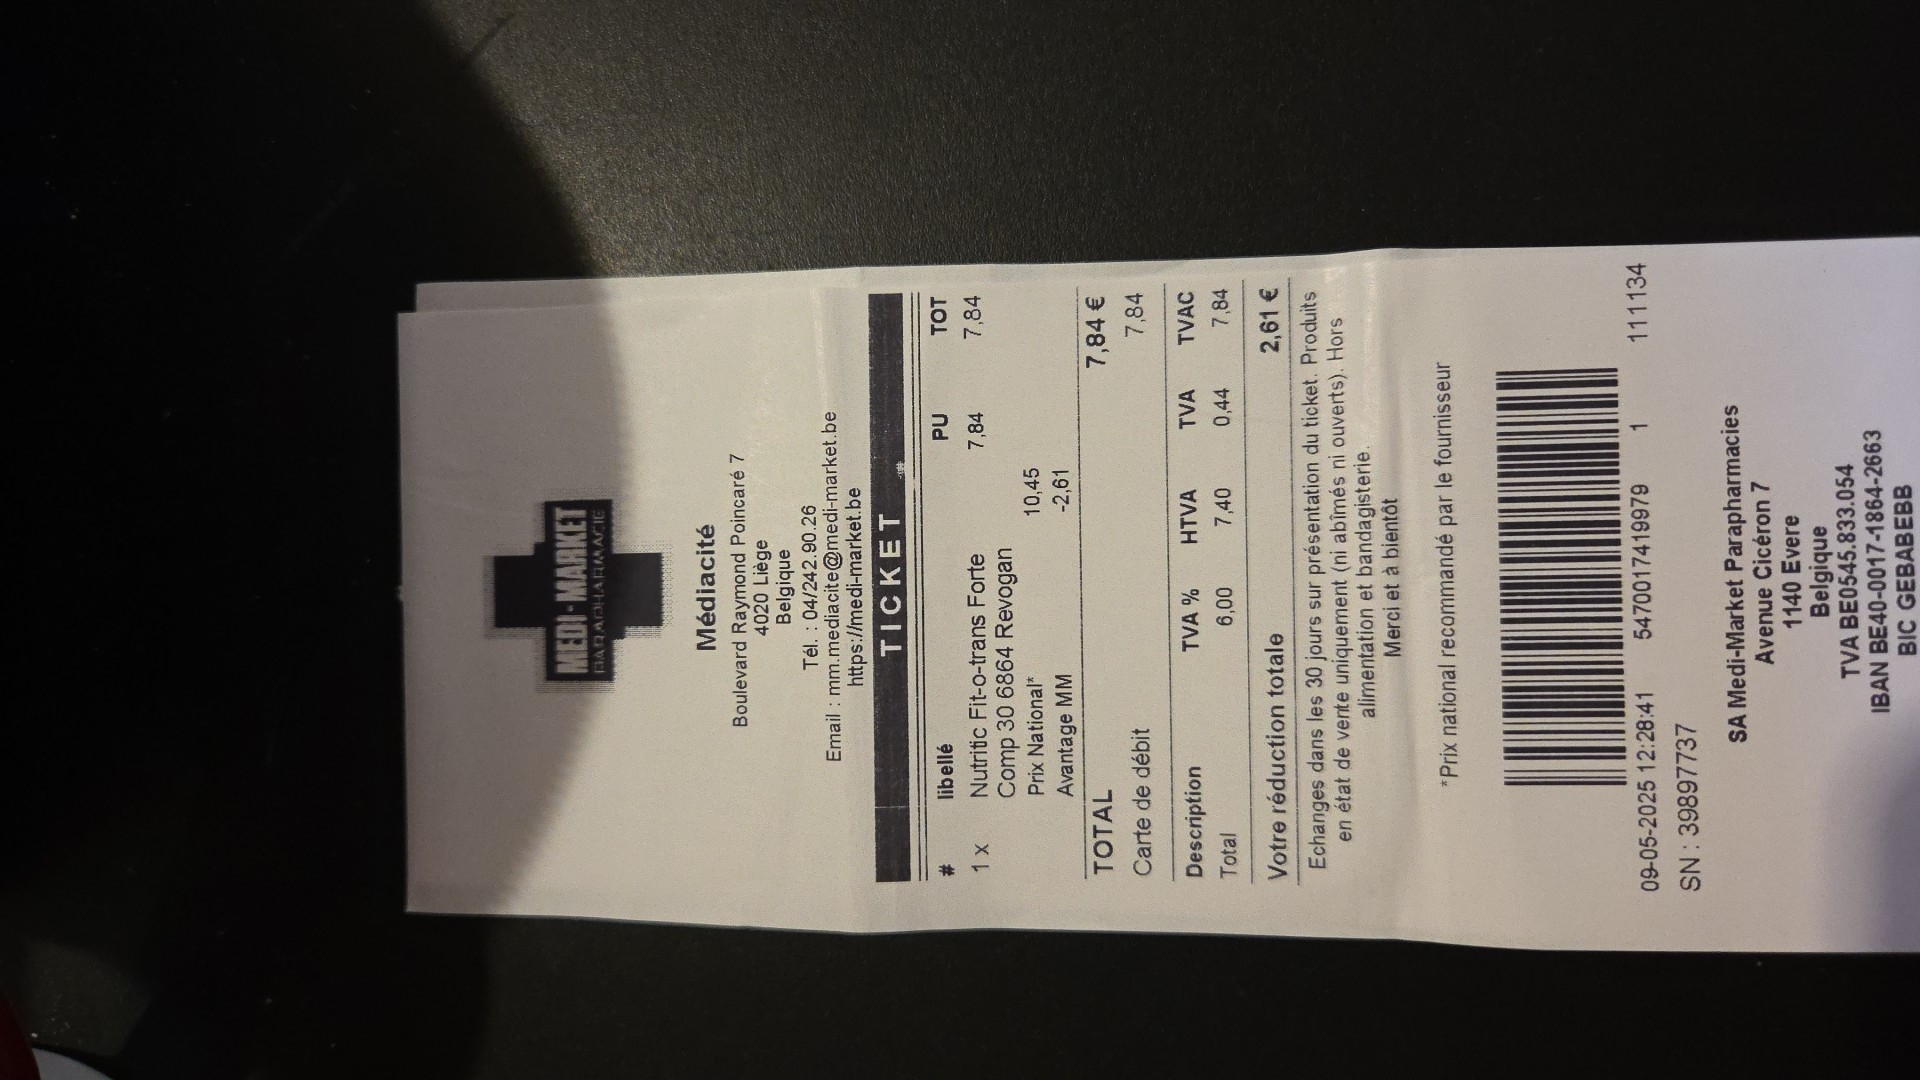 MEDI-MARKET
PARAPHARMACIE
Médiacité
Boulevard Raymond Poincaré 7
4020 Liège
Belgique
Tél. : 04/242.90.26
Email : mm.mediacite@medi-market.be
https://medi-market.be
TICKET
# libellé PU TOT
1 x Nutritic Fit-o-trans Forte 7,84 7,84
Comp 30 6864 Revogan
Prix National* 10,45
Avantage MM -2,61
TOTAL 7,84 €
Carte de débit 7,84
Description TVA % HTVA TVA TVAC
Total 6,00 7,40 0,44 7,84
Votre réduction totale 2,61 €
Echanges dans les 30 jours sur présentation du ticket. Produits
en état de vente uniquement (ni abîmés ni ouverts). Hors
alimentation et bandagisterie.
Merci et à bientôt
*Prix national recommandé par le fournisseur
09-05-2025 12:28:41 5470017419979 1 111134
SN : 39897737
SA Medi-Market Parapharmacies
Avenue Cicéron 7
1140 Evere
Belgique
TVA BE0545.833.054
IBAN BE40-0017-1864-2663
BIC GEBABEBB